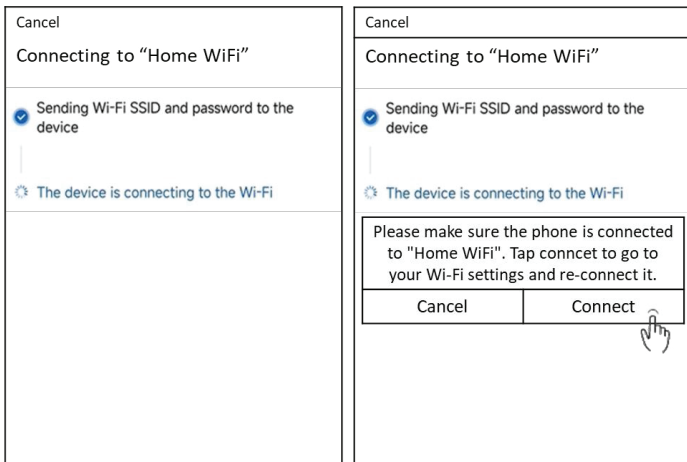 Cancel
Connecting to “Home WiFi”
Sending Wi-Fi SSID and password to the
device
The device is connecting to the Wi-Fi
Cancel
Connecting to “Home WiFi”
Sending Wi-Fi SSID and password to the
device
The device is connecting to the Wi-Fi
Please make sure the phone is connected
to "Home WiFi". Tap conncet to go to
your Wi-Fi settings and re-connect it.
Cancel
Connect